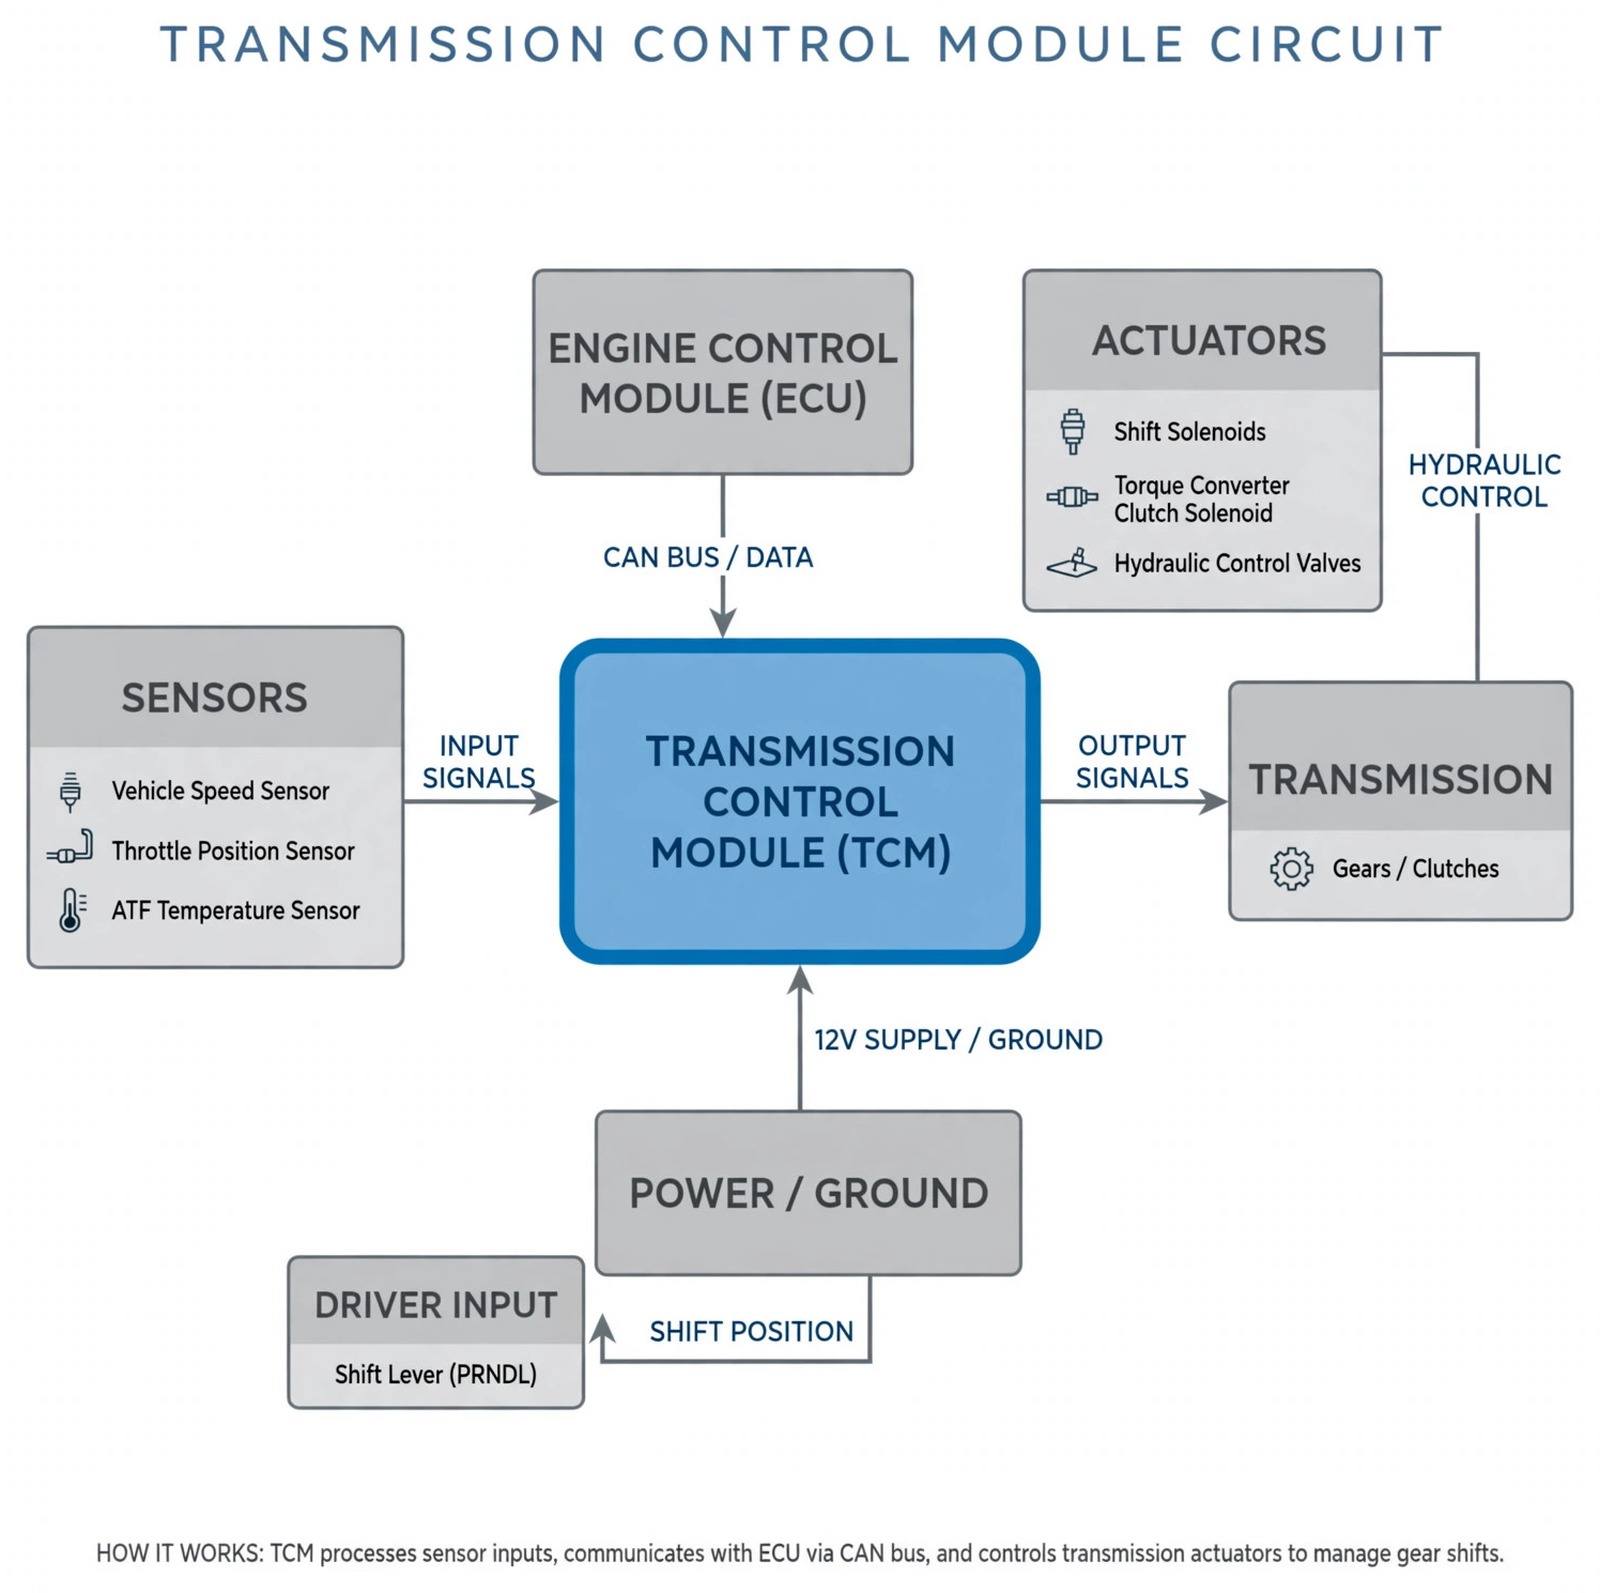 TRANSMISSION CONTROL MODULE CIRCUIT
ENGINE CONTROL
MODULE (ECU)
ACTUATORS
Shift Solenoids
Torque Converter
Clutch Solenoid
Hydraulic Control Valves
HYDRAULIC
CONTROL
CAN BUS / DATA
SENSORS
Vehicle Speed Sensor
Throttle Position Sensor
ATF Temperature Sensor
INPUT
SIGNALS
TRANSMISSION
CONTROL
MODULE (TCM)
OUTPUT
SIGNALS
TRANSMISSION
Gears / Clutches
12V SUPPLY / GROUND
POWER / GROUND
DRIVER INPUT
Shift Lever (PRNDL)
SHIFT POSITION
HOW IT WORKS: TCM processes sensor inputs, communicates with ECU via CAN bus, and controls transmission actuators to manage gear shifts.